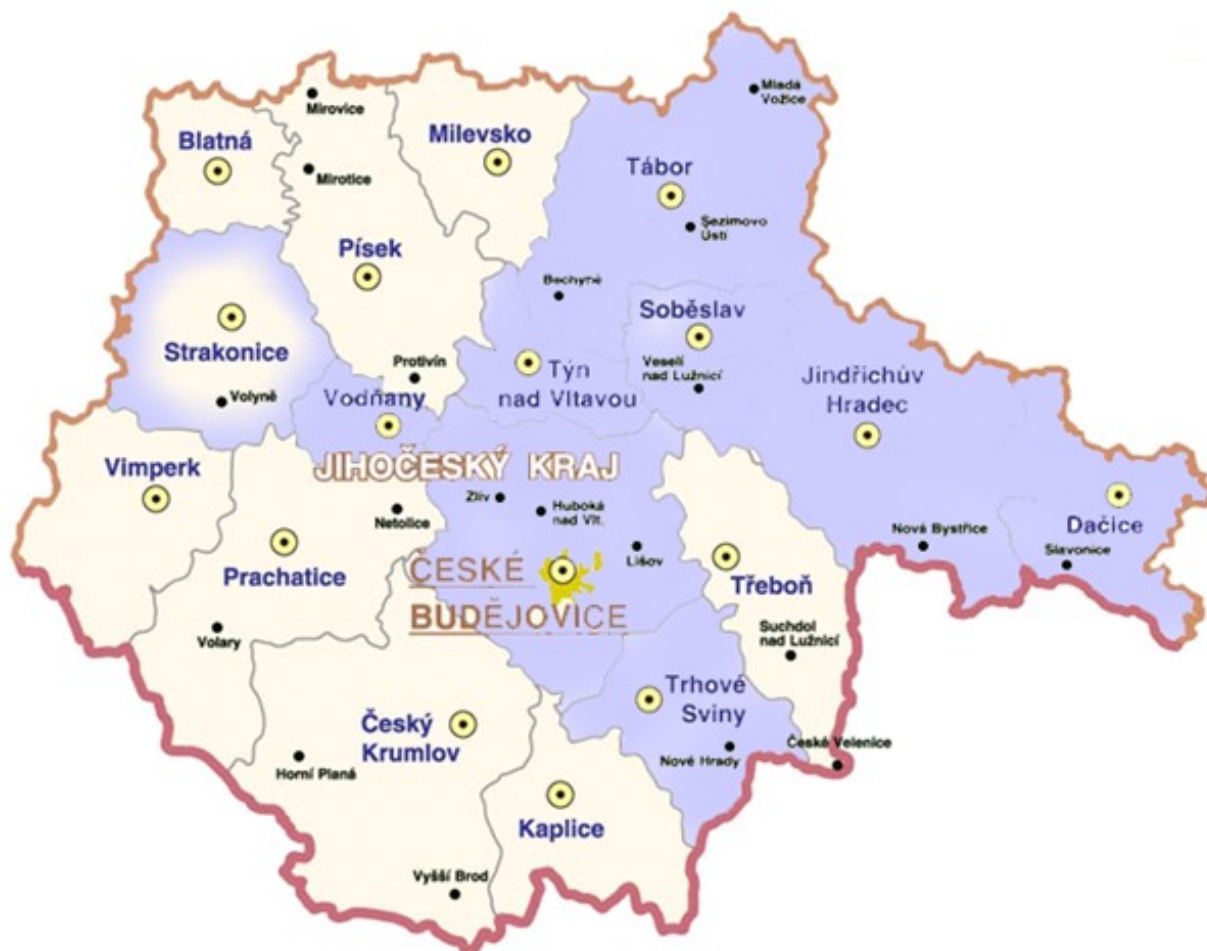 Mladá
Vožice
Mirovice
Blatná
Milevsko
Mirotice
Tábor
Sezimovo
Ústí
Písek
Bechyně
Soběslav
Strakonice
Protivín
Veselí
nad Lužnicí
Týn
nad Vltavou
Jindřichův
Hradec
Volyně
Vodňany
JIHOČESKÝ KRAJ
Vimperk
Zliv
Huboká
nad Vlt.
Netolice
Dačice
Nová Bystřice
Slavonice
Lišov
ČESKÉ
BUDĚJOVICE
Prachatice
Třeboň
Suchdol
nad Lužnicí
Volary
Trhové
Sviny
Český
Krumlov
České Velenice
Nové Hrady
Horní Planá
Kaplice
Vyšší Brod